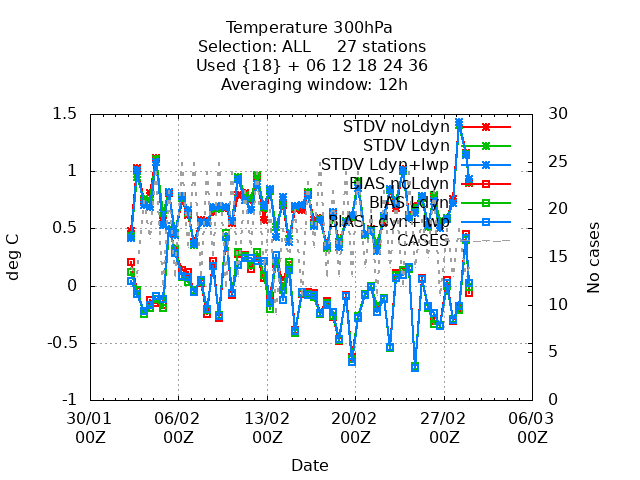 Temperature 300hPa
Selection: ALL 27 stations
Used {18} + 06 12 18 24 36
Averaging window: 12h
STDV noLdyn
STDV Ldyn
STDV Ldyn+lwp
BIAS noLdyn
BIAS Ldyn
BIAS Ldyn+lwp
CASES
deg C
1.5
1
0.5
0
-0.5
-1
30
25
20
15
10
5
0
No cases
30/01 06/02 13/02 20/02 27/02 06/03
00Z 00Z 00Z 00Z 00Z 00Z
Date